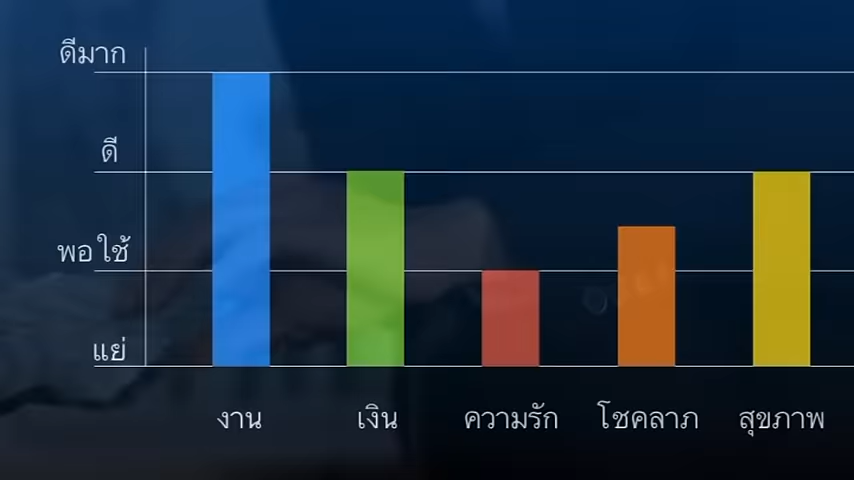 ดีมาก
ดี
พอใช้
แย่
งาน เงิน ความรัก โชคลาภ สุขภาพ